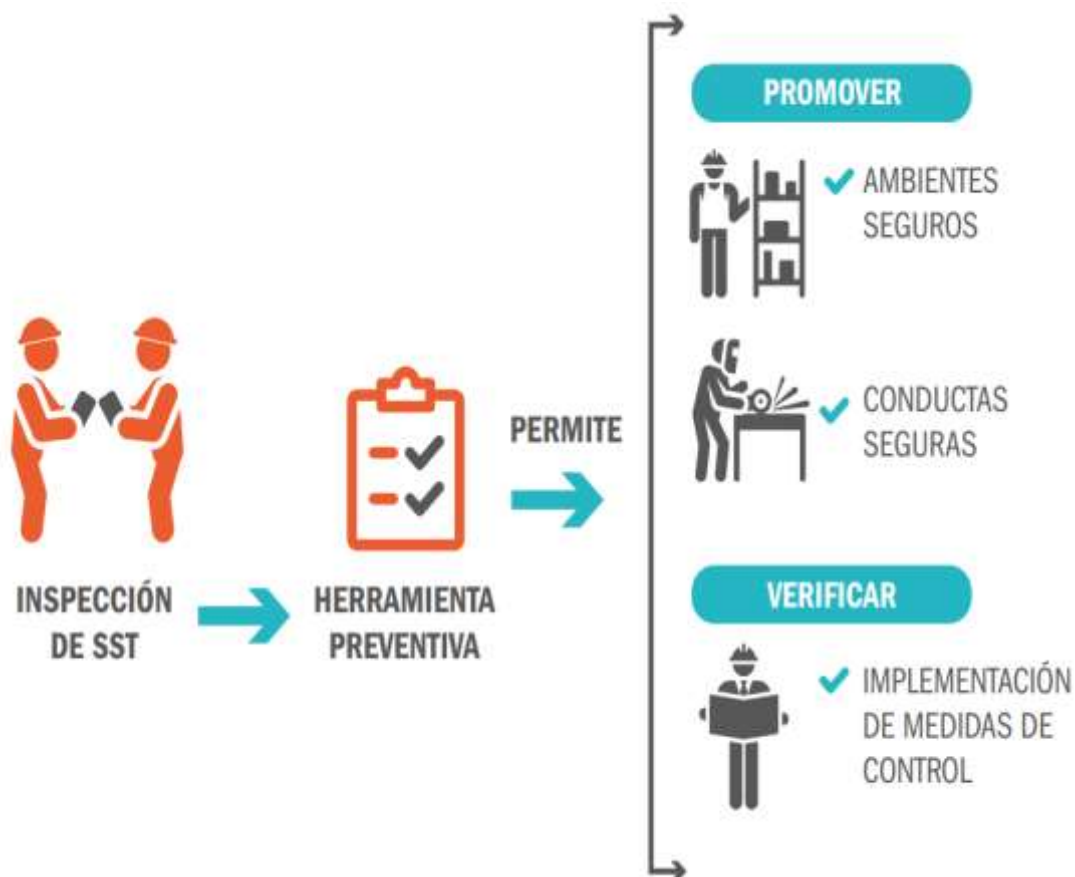 INSPECCIÓN
DE SST
HERRAMIENTA
PREVENTIVA
PERMITE
PROMOVER
AMBIENTES
SEGUROS
CONDUCTAS
SEGURAS
VERIFICAR
IMPLEMENTACIÓN
DE MEDIDAS DE
CONTROL